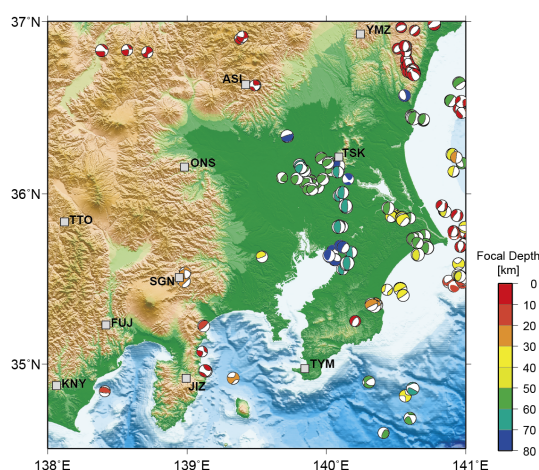 37°N
YMZ
ASI
TSK
ONS
36°N
TTO
Focal Depth
[km]
SGN
0
10
20
FUJ
30
35°N
TYM
40
KNY
JIZ
50
60
70
80
138°E
139°E
140°E
141°E